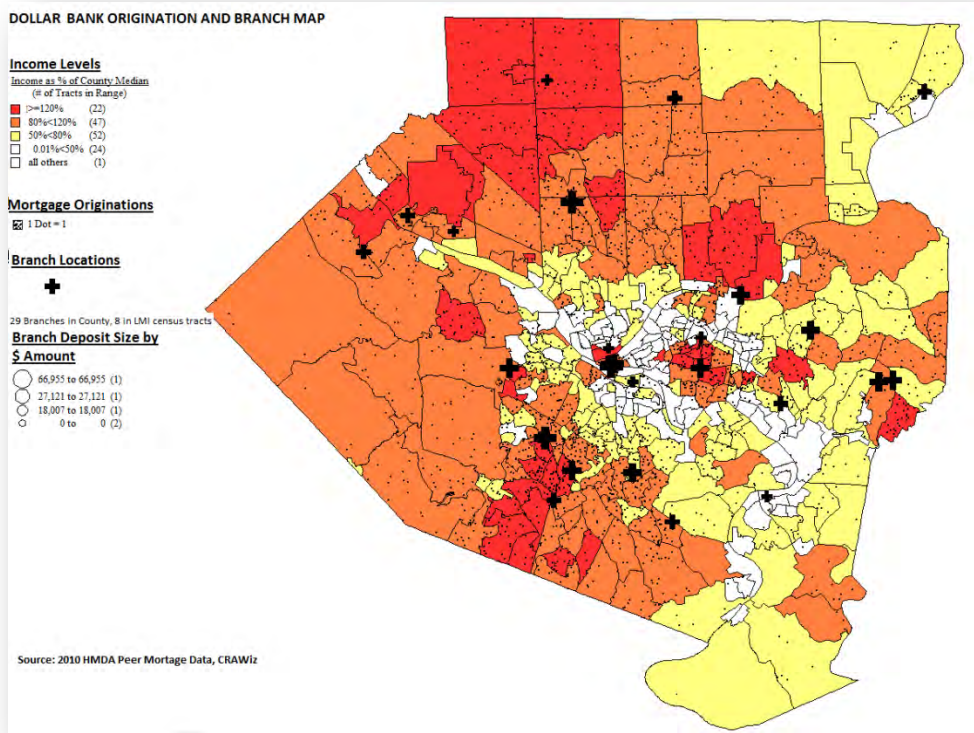 DOLLAR BANK ORIGINATION AND BRANCH MAP
Income Levels
Income as % of County Median
(# of Tracts in Range)
>=120% (22)
80%<120% (47)
50%<80% (52)
0.01%<50% (24)
all others (1)
Mortgage Originations
1 Dot = 1
Branch Locations
29 Branches in County, 8 in LMI census tracts
Branch Deposit Size by
$ Amount
66,955 to 66,955 (1)
27,121 to 27,121 (1)
18,007 to 18,007 (1)
0 to 0 (2)
Source: 2010 HMDA Peer Mortage Data, CRAWiz